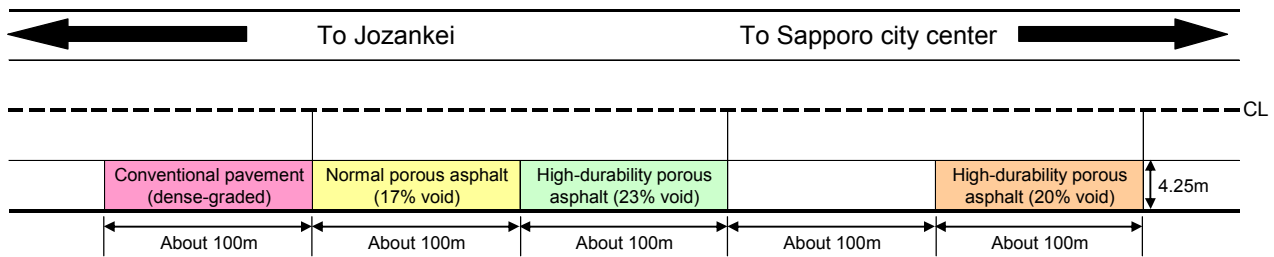 To Jozankei
To Sapporo city center
CL
Conventional pavement
(dense-graded)
Normal porous asphalt
(17% void)
High-durability porous
asphalt (23% void)
High-durability porous
asphalt (20% void)
4.25m
About 100m
About 100m
About 100m
About 100m
About 100m